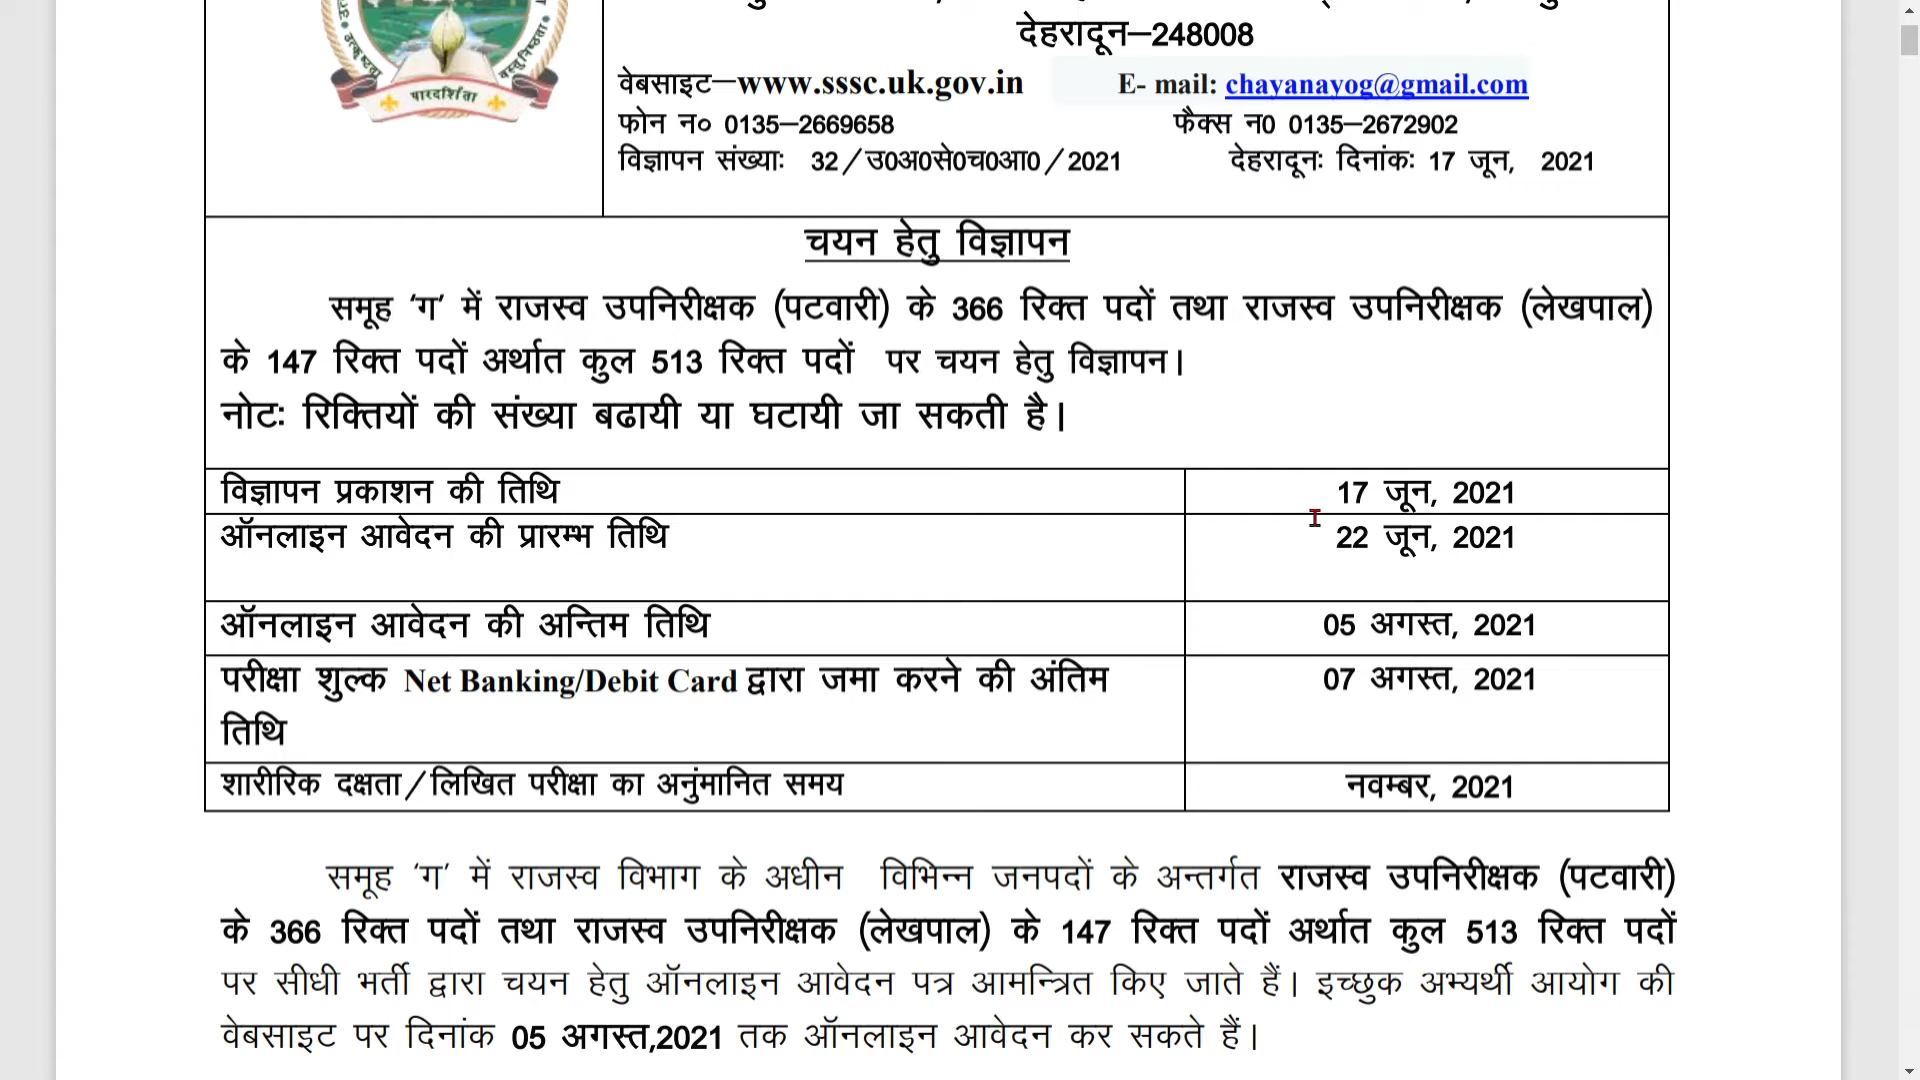 देहरादून–248008
वेबसाइट–www.sssc.uk.gov.in E- mail: chayanayog@gmail.com
फोन न० 0135–2669658 फैक्स न0 0135–2672902
विज्ञापन संख्याः 32/उ0अ0से0च0आ0/2021 देहरादूनः दिनांकः 17 जून, 2021
उत्कृष्टता
वस्तुनिष्ठता
पारदर्शिता
चयन हेतु विज्ञापन
समूह ‘ग’ में राजस्व उपनिरीक्षक (पटवारी) के 366 रिक्त पदों तथा राजस्व उपनिरीक्षक (लेखपाल)
के 147 रिक्त पदों अर्थात कुल 513 रिक्त पदों पर चयन हेतु विज्ञापन।
नोटः रिक्तियों की संख्या बढायी या घटायी जा सकती है।
विज्ञापन प्रकाशन की तिथि 17 जून, 2021
ऑनलाइन आवेदन की प्रारम्भ तिथि 22 जून, 2021
ऑनलाइन आवेदन की अन्तिम तिथि 05 अगस्त, 2021
परीक्षा शुल्क Net Banking/Debit Card द्वारा जमा करने की अंतिम 07 अगस्त, 2021
तिथि
शारीरिक दक्षता/लिखित परीक्षा का अनुंमानित समय नवम्बर, 2021
समूह ‘ग’ में राजस्व विभाग के अधीन विभिन्न जनपदों के अन्तर्गत राजस्व उपनिरीक्षक (पटवारी)
के 366 रिक्त पदों तथा राजस्व उपनिरीक्षक (लेखपाल) के 147 रिक्त पदों अर्थात कुल 513 रिक्त पदों
पर सीधी भर्ती द्वारा चयन हेतु ऑनलाइन आवेदन पत्र आमन्त्रित किए जाते हैं। इच्छुक अभ्यर्थी आयोग की
वेबसाइट पर दिनांक 05 अगस्त,2021 तक ऑनलाइन आवेदन कर सकते हैं।